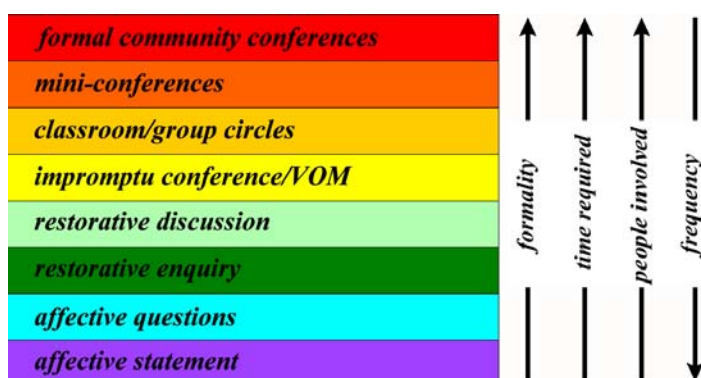 formal community conferences
mini-conferences
classroom/group circles
impromptu conference/VOM
restorative discussion
restorative enquiry
affective questions
affective statement
formality
time required
people involved
frequency